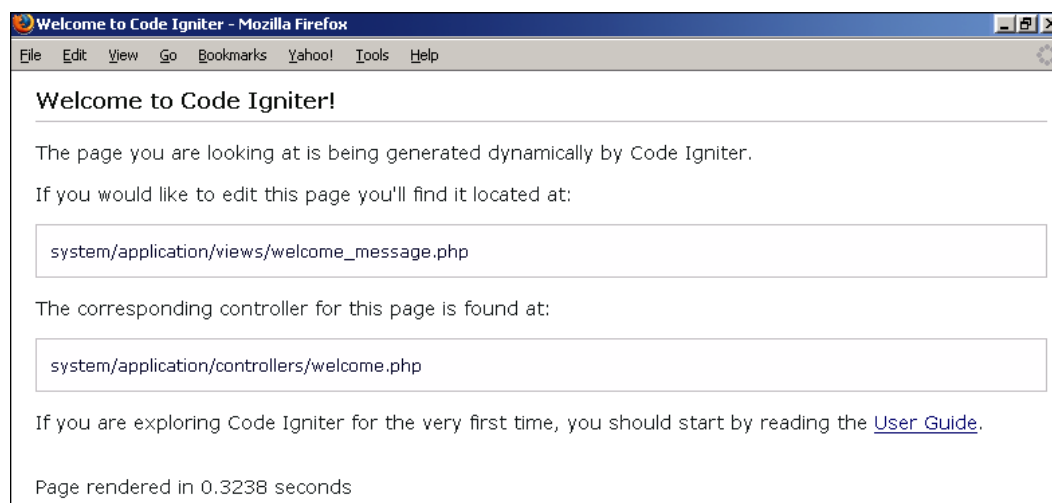 Welcome to Code Igniter - Mozilla Firefox
File Edit View Go Bookmarks Yahoo! Tools Help
Welcome to Code Igniter!
The page you are looking at is being generated dynamically by Code Igniter.
If you would like to edit this page you'll find it located at:
system/application/views/welcome_message.php
The corresponding controller for this page is found at:
system/application/controllers/welcome.php
If you are exploring Code Igniter for the very first time, you should start by reading the User Guide.
Page rendered in 0.3238 seconds